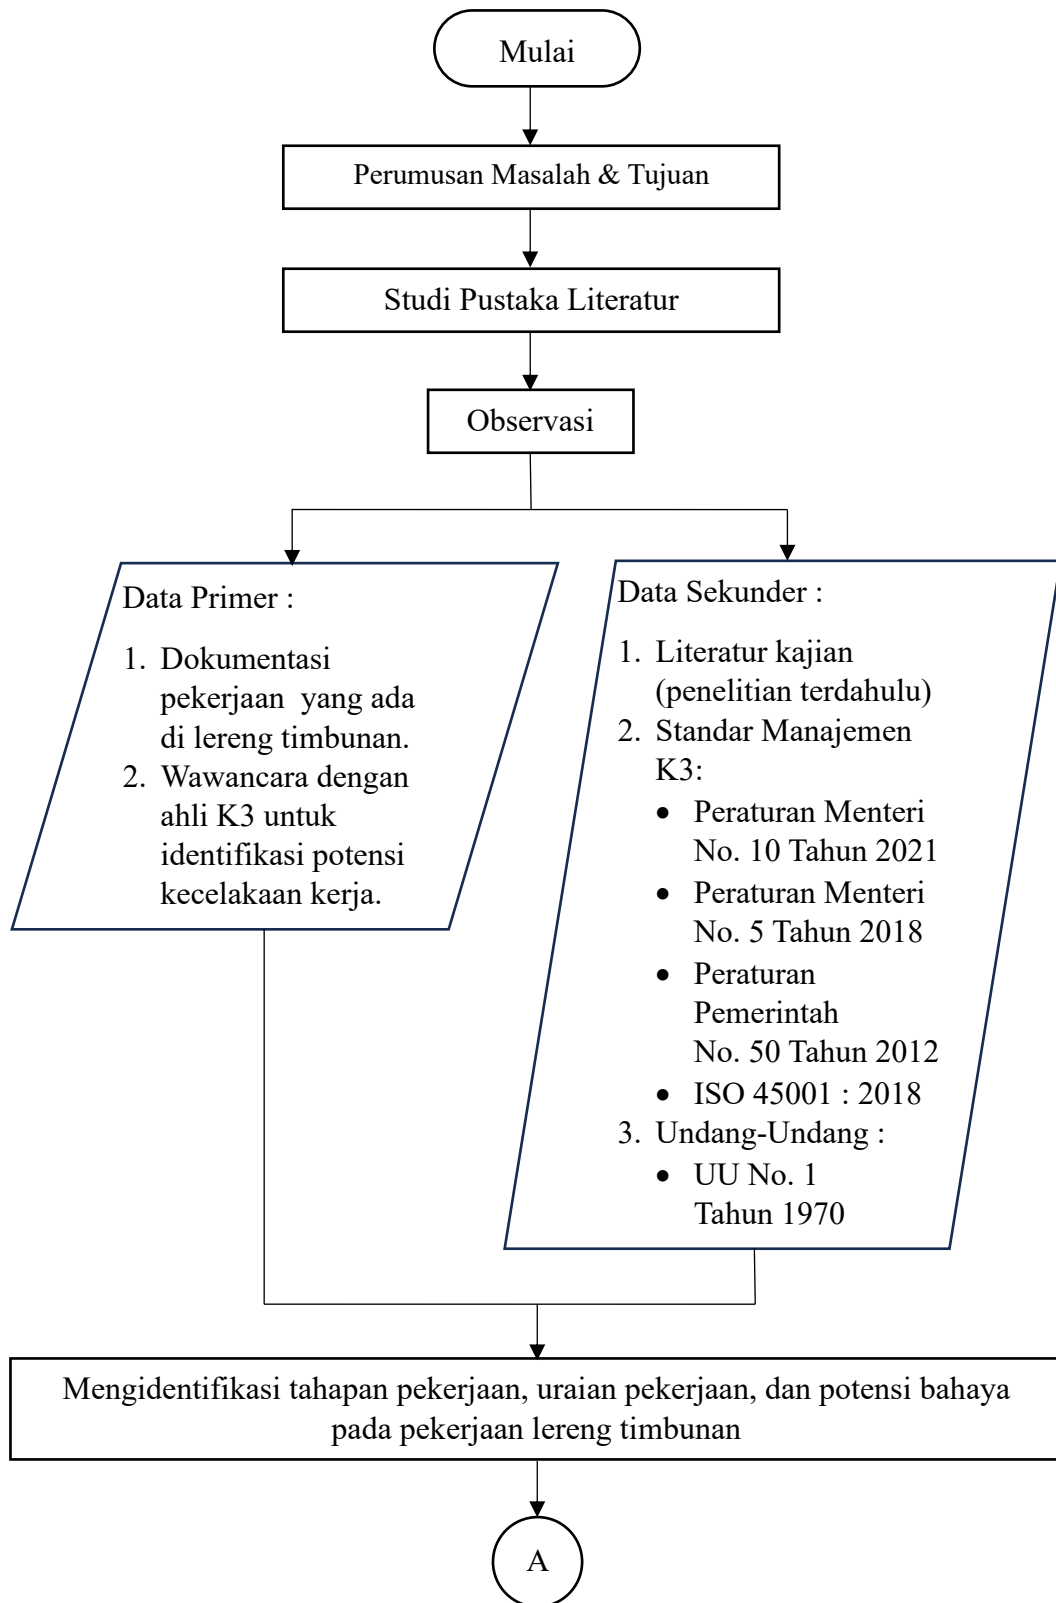 Mulai
Perumusan Masalah & Tujuan
Studi Pustaka Literatur
Observasi
Data Primer :
1. Dokumentasi
pekerjaan  yang ada
di lereng timbunan.
2. Wawancara dengan
ahli K3 untuk
identifikasi potensi
kecelakaan kerja.
Data Sekunder :
1. Literatur kajian
(penelitian terdahulu)
2. Standar Manajemen
K3:
• Peraturan Menteri
No. 10 Tahun 2021
• Peraturan Menteri
No. 5 Tahun 2018
• Peraturan
Pemerintah
No. 50 Tahun 2012
• ISO 45001 : 2018
3. Undang-Undang :
• UU No. 1
Tahun 1970
Mengidentifikasi tahapan pekerjaan, uraian pekerjaan, dan potensi bahaya
pada pekerjaan lereng timbunan
A